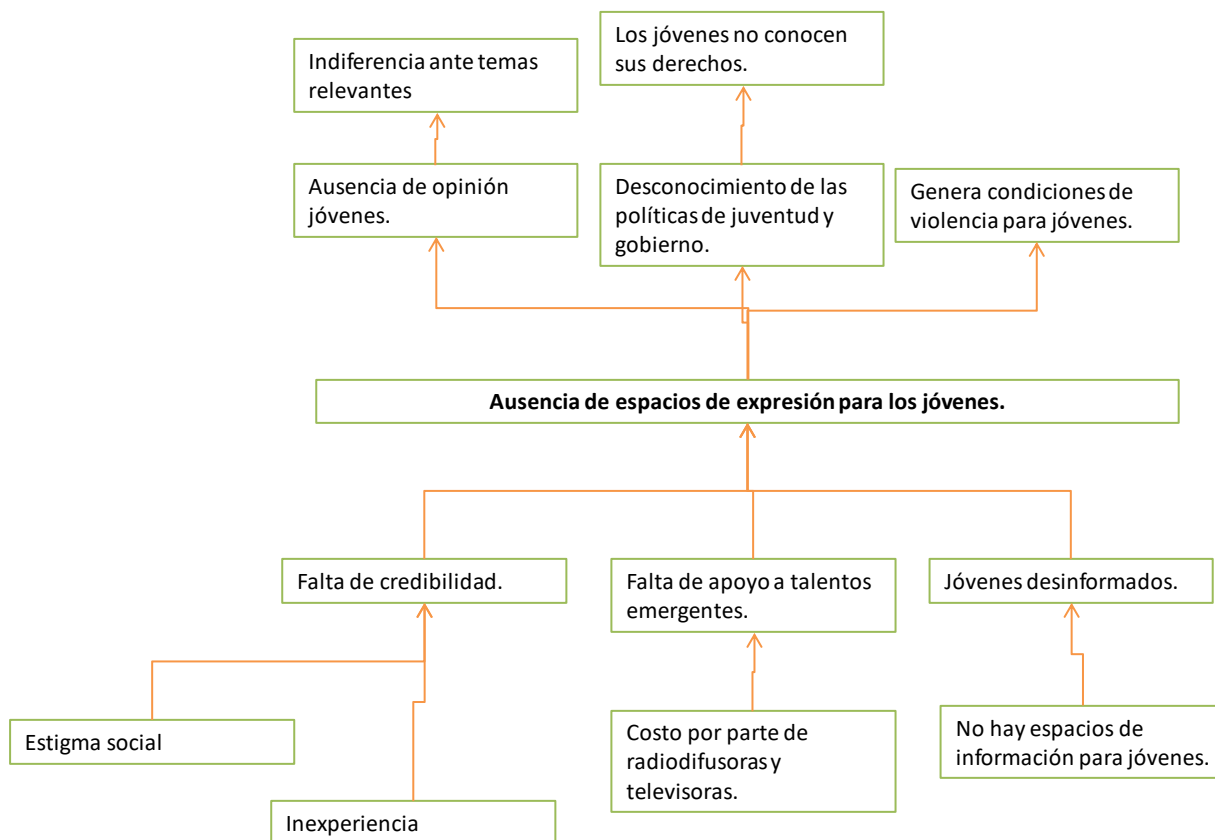 Los jóvenes no conocen
sus derechos.
Indiferencia ante temas
relevantes
Ausencia de opinión
jóvenes.
Desconocimiento de las
políticas de juventud y
gobierno.
Genera condiciones de
violencia para jóvenes.
Ausencia de espacios de expresión para los jóvenes.
Falta de credibilidad.
Falta de apoyo a talentos
emergentes.
Jóvenes desinformados.
Estigma social
Costo por parte de
radiodifusoras y
televisoras.
No hay espacios de
información para jóvenes.
Inexperiencia